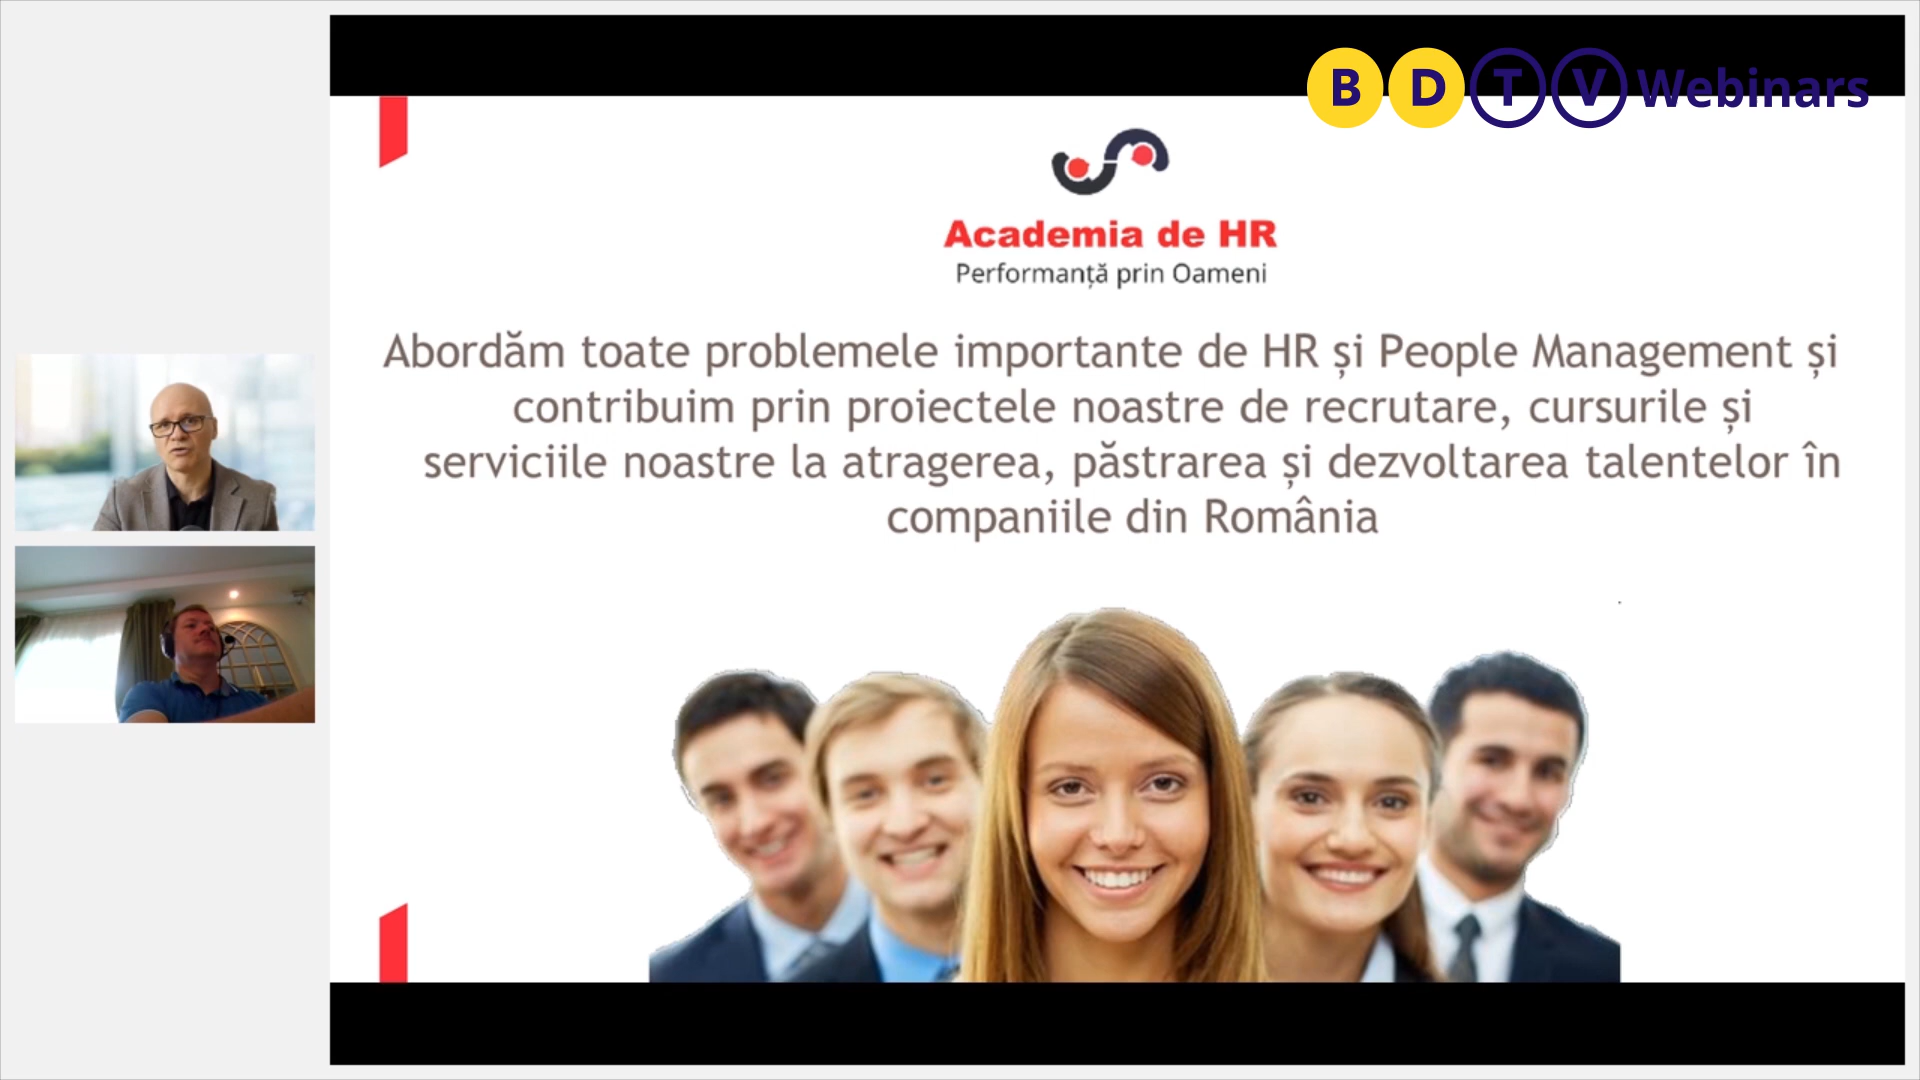 BDTV Webinars
Academia de HR
Performanță prin Oameni
Abordăm toate problemele importante de HR și People Management și
contribuim prin proiectele noastre de recrutare, cursurile și
serviciile noastre la atragerea, păstrarea și dezvoltarea talentelor în
companiile din România